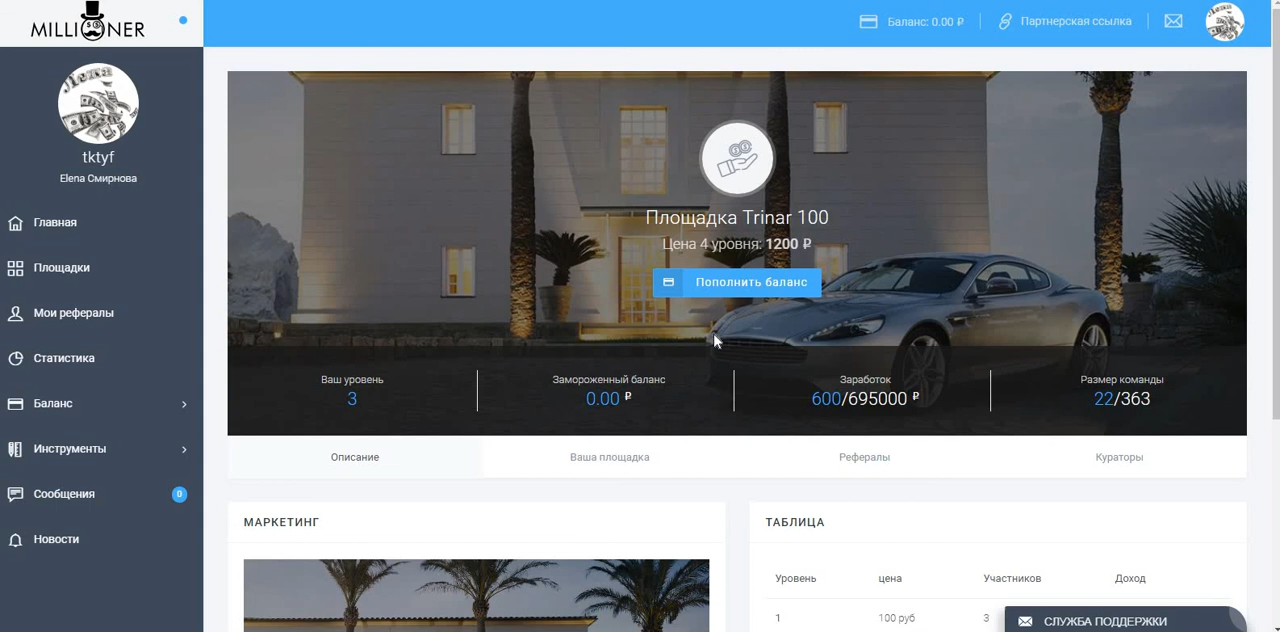 MILLIONER
Баланс: 0.00 ₽
Партнерская ссылка
tktyf
Elena Смирнова
Главная
Площадки
Мои рефералы
Статистика
Баланс
Инструменты
Сообщения 0
Новости
Площадка Trinar 100
Цена 4 уровня: 1200 ₽
Пополнить баланс
Ваш уровень
3
Замороженный баланс
0.00 ₽
Заработок
600/695000 ₽
Размер команды
22/363
Описание
Ваша площадка
Рефералы
Кураторы
МАРКЕТИНГ
ТАБЛИЦА
Уровень цена Участников Доход
1 100 руб 3
СЛУЖБА ПОДДЕРЖКИ